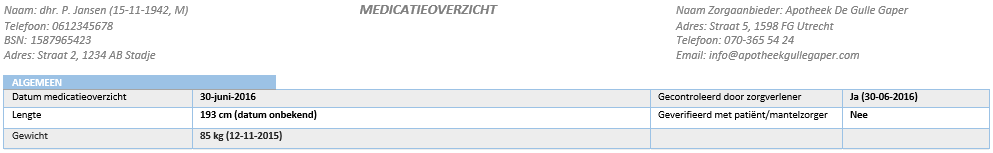 Naam: dhr. P. Jansen (15-11-1942, M)
Telefoon: 0612345678
BSN: 1587965423
Adres: Straat 2, 1234 AB Stadje
MEDICATIEOVERZICHT
Naam Zorgaanbieder: Apotheek De Gulle Gaper
Adres: Straat 5, 1598 FG Utrecht
Telefoon: 070-365 54 24
Email: info@apotheekgullegaper.com
ALGEMEEN
Datum medicatieoverzicht 30-juni-2016 Gecontroleerd door zorgverlener Ja (30-06-2016)
Lengte 193 cm (datum onbekend) Geverifieerd met patiënt/mantelzorger Nee
Gewicht 85 kg (12-11-2015)